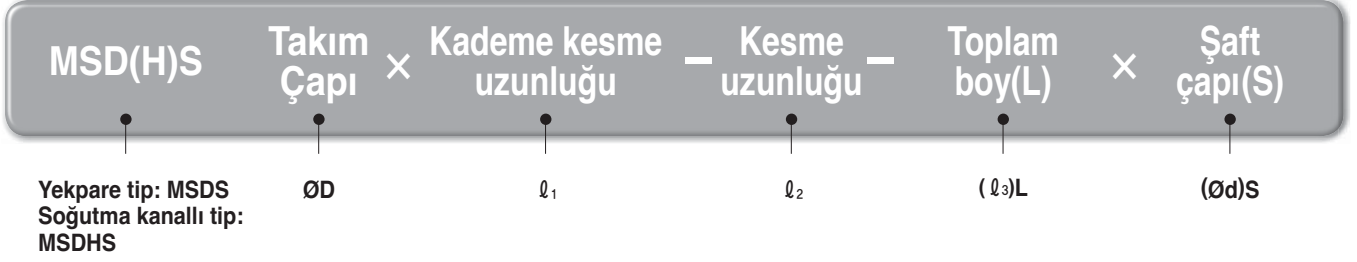 MSD(H)S
Takım
Çapı
×
Kademe kesme
uzunluğu
–
Kesme
uzunluğu
–
Toplam
boy(L)
×
Şaft
çapı(S)
Yekpare tip: MSDS
Soğutma kanallı tip:
MSDHS
ØD
ℓ₁
ℓ₂
(ℓ₃)L
(Ød)S